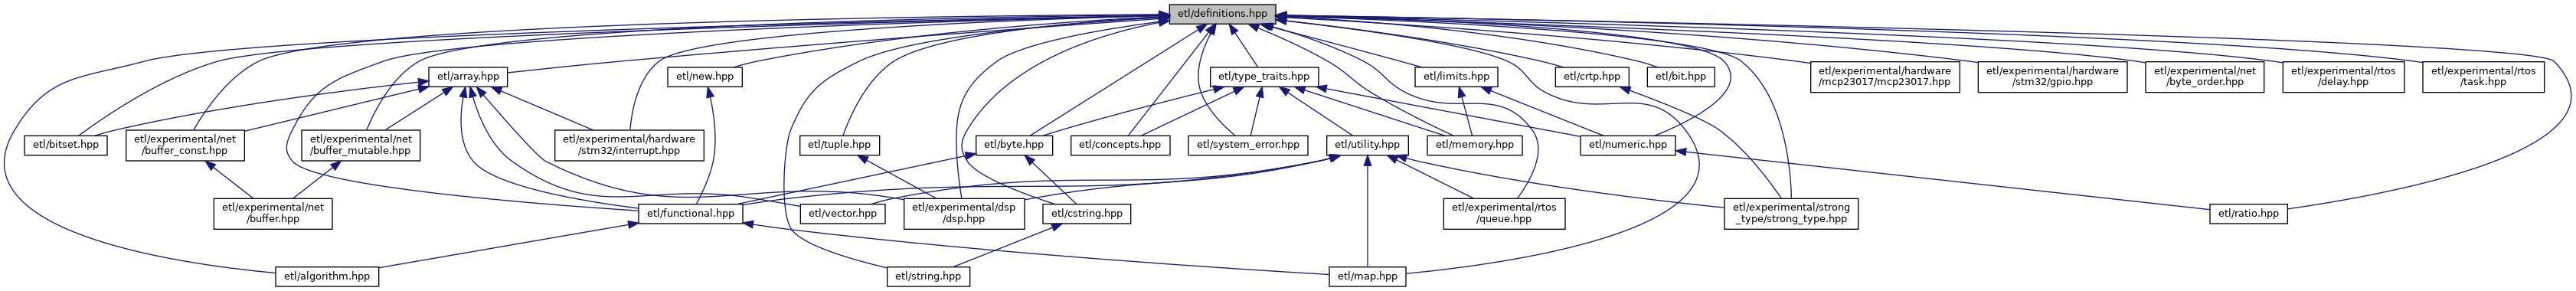 etl/definitions.hpp
etl/array.hpp
etl/new.hpp
etl/type_traits.hpp
etl/limits.hpp
etl/crtp.hpp
etl/bit.hpp
etl/experimental/hardware
/mcp23017/mcp23017.hpp
etl/experimental/hardware
/stm32/gpio.hpp
etl/experimental/net
/byte_order.hpp
etl/experimental/rtos
/delay.hpp
etl/experimental/rtos
/task.hpp
etl/bitset.hpp
etl/experimental/net
/buffer_const.hpp
etl/experimental/net
/buffer_mutable.hpp
etl/experimental/hardware
/stm32/interrupt.hpp
etl/tuple.hpp
etl/byte.hpp
etl/concepts.hpp
etl/system_error.hpp
etl/utility.hpp
etl/memory.hpp
etl/numeric.hpp
etl/experimental/net
/buffer.hpp
etl/functional.hpp
etl/vector.hpp
etl/experimental/dsp
/dsp.hpp
etl/cstring.hpp
etl/experimental/rtos
/queue.hpp
etl/experimental/strong
_type/strong_type.hpp
etl/ratio.hpp
etl/algorithm.hpp
etl/string.hpp
etl/map.hpp